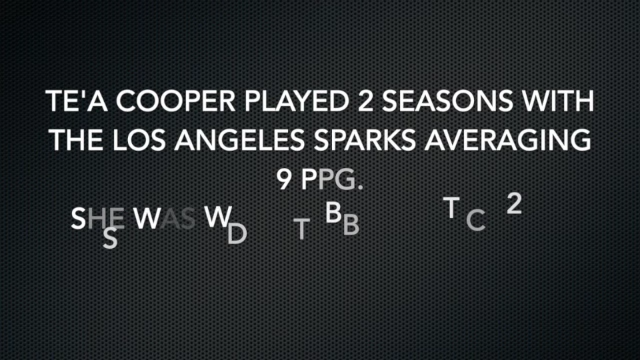 TE'A COOPER PLAYED 2 SEASONS WITH
THE LOS ANGELES SPARKS AVERAGING
9 PPG.
SHE WAS